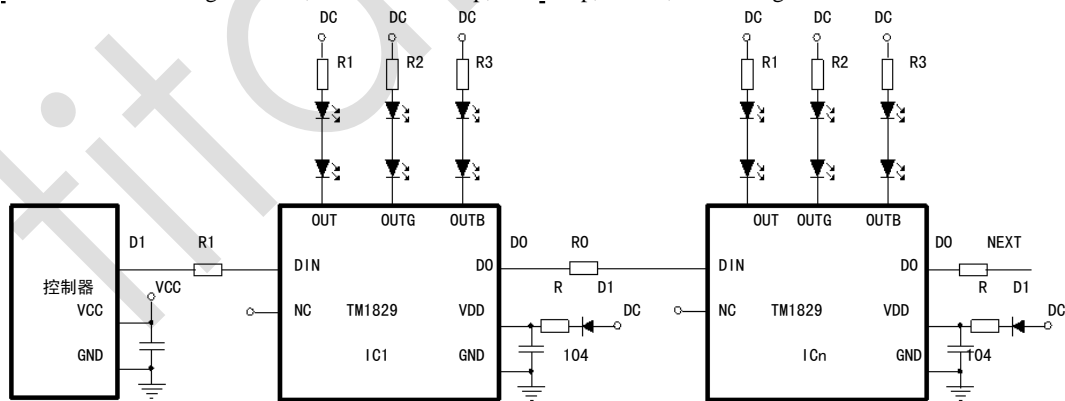 DC DC DC DC DC DC
R1 R2 R3 R1 R2 R3
OUT OUTG OUTB OUT OUTG OUTB
D1 R1 DO RO DO NEXT
DIN DO DIN DO
控制器 VCC R D1 R D1
VCC NC TM1829 VDD DC NC TM1829 VDD DC
GND IC1 GND 104 ICn GND 104